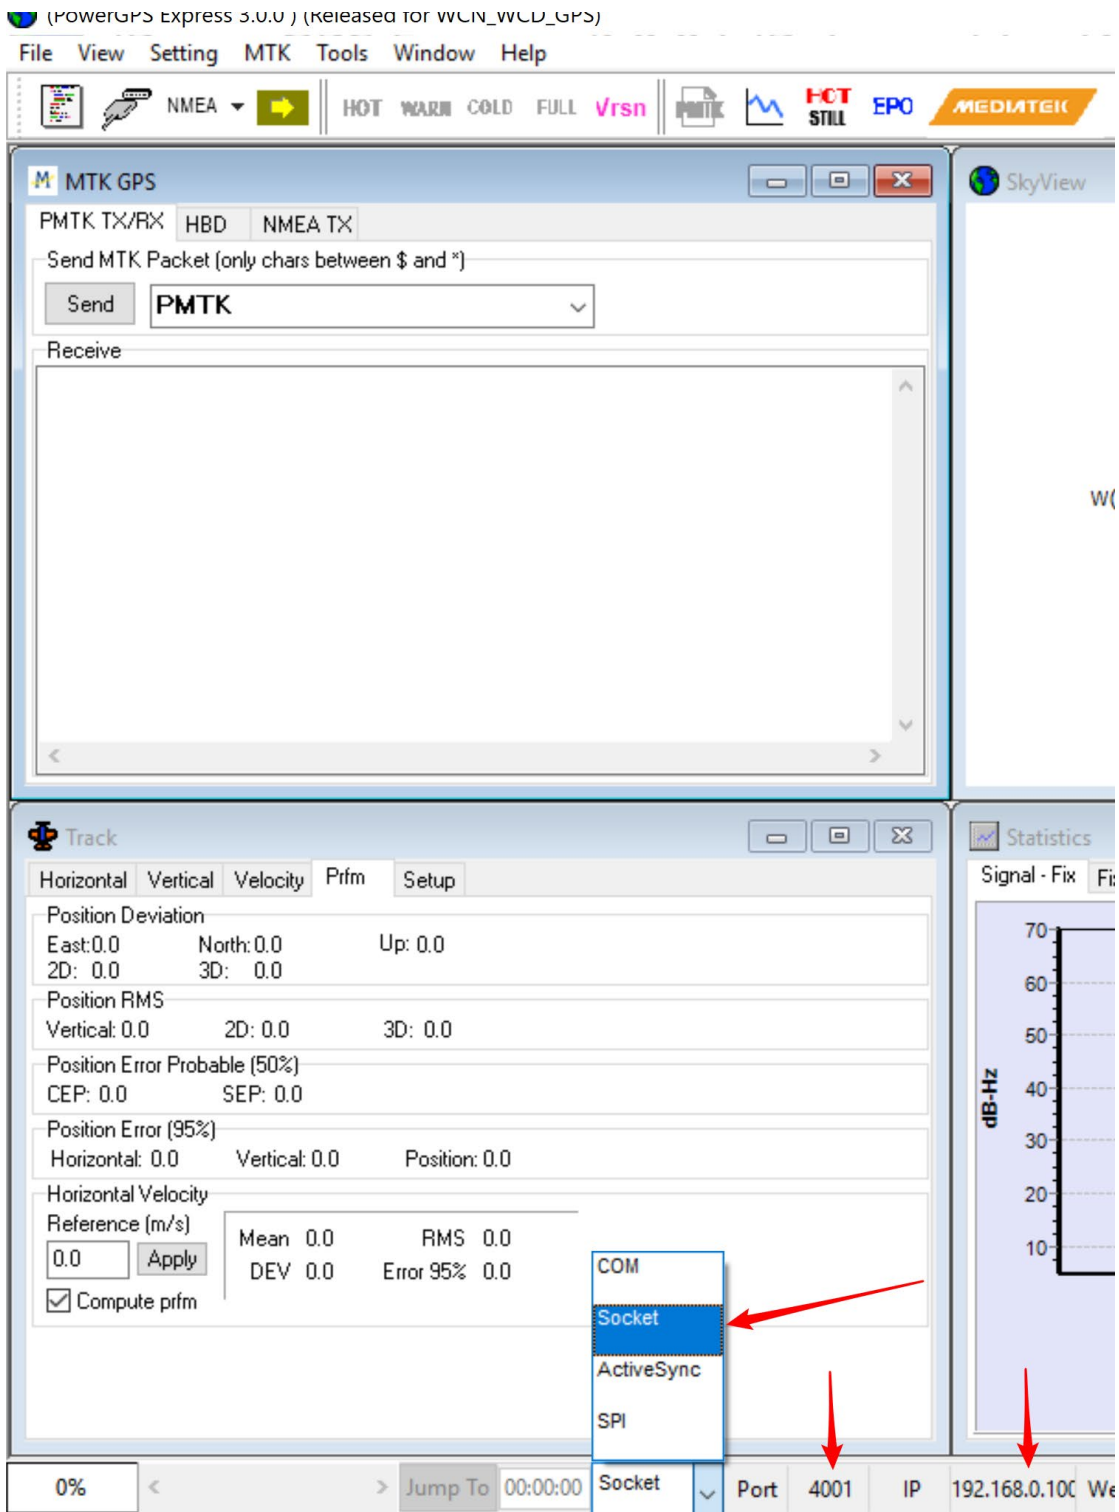 (PowerGPS Express 3.0.0 ) (Released for WCN_WCD_GPS)
File View Setting MTK Tools Window Help
NMEA HOT WARM COLD FULL Vrsn PMTK HOT STILL EPO MEDIATEK
MTK GPS
SkyView
PMTK TX/RX HBD NMEA TX
Send MTK Packet (only chars between $ and *)
Send PMTK
Receive
W(
Track
Statistics
Horizontal Vertical Velocity Prfm Setup
Signal - Fix Fi
Position Deviation
East:0.0 North: 0.0 Up: 0.0
2D: 0.0 3D: 0.0
Position RMS
Vertical: 0.0 2D: 0.0 3D: 0.0
Position Error Probable (50%)
CEP: 0.0 SEP: 0.0
Position Error (95%)
Horizontal: 0.0 Vertical: 0.0 Position: 0.0
Horizontal Velocity
Reference (m/s)
0.0 Apply
Mean 0.0 RMS 0.0
DEV 0.0 Error 95% 0.0
Compute prfm
dB-Hz
70
60
50
40
30
20
10
COM
Socket
ActiveSync
SPI
0% Jump To 00:00:00 Socket Port 4001 IP 192.168.0.100 We